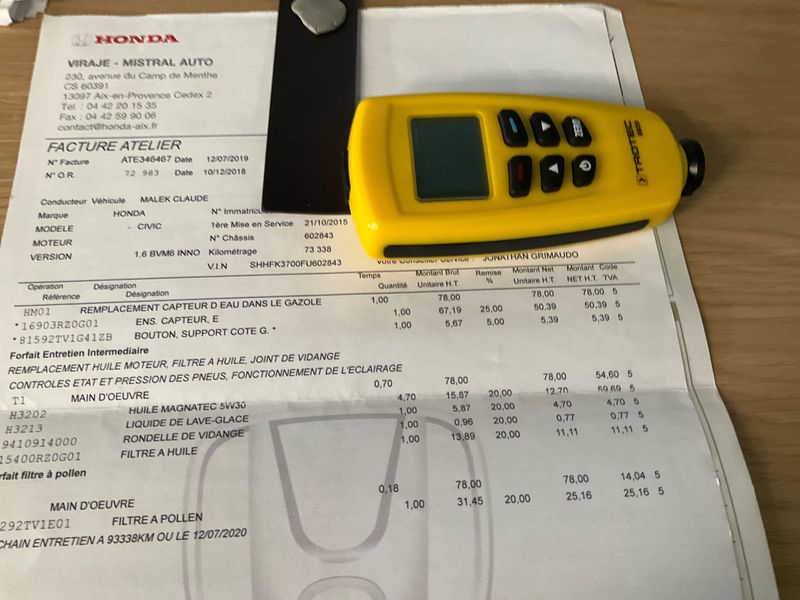 HONDA
VIRAJE - MISTRAL AUTO
230, avenue du Camp de Menthe
CS 60391
13097 Aix-en-Provence Cedex 2
Tél. : 04 42 20 15 35
Fax : 04 42 59 90 06
contact@honda-aix.fr
FACTURE ATELIER
N° Facture ATE346467 Date 12/07/2019
N° O.R. 72 983 Date 10/12/2018
Conducteur Véhicule MALEK CLAUDE
Marque HONDA N° Immatricu
MODELE - CIVIC 1ère Mise en Service 21/10/2015
MOTEUR N° Châssis 602843
VERSION 1.6 BVM6 INNO Kilométrage 73 338
V.I.N SHHFK3700FU602843 Votre Conseiller Service : JONATHAN GRIMAUDO
Opération Désignation Temps Montant Brut Remise Montant Net Montant Code
Référence Désignation Quantité Unitaire H.T. % Unitaire H.T. NET H.T. TVA
HM01 REMPLACEMENT CAPTEUR D EAU DANS LE GAZOLE 1,00 78,00 78,00 78,00 5
*16903RZ0G01 ENS. CAPTEUR, E 1,00 67,19 25,00 50,39 50,39 5
*81592TV1G41ZB BOUTON, SUPPORT COTE G. * 1,00 5,67 5,00 5,39 5,39 5
Forfait Entretien Intermediaire
REMPLACEMENT HUILE MOTEUR, FILTRE A HUILE, JOINT DE VIDANGE
CONTROLES ETAT ET PRESSION DES PNEUS, FONCTIONNEMENT DE L'ECLAIRAGE
T1 MAIN D'OEUVRE 0,70 78,00 78,00 54,60 5
H3202 HUILE MAGNATEC 5W30 4,70 15,87 20,00 12,70 59,69 5
H3213 LIQUIDE DE LAVE-GLACE 1,00 5,87 20,00 4,70 4,70 5
9410914000 RONDELLE DE VIDANGE 1,00 0,96 20,00 0,77 0,77 5
15400RZ0G01 FILTRE A HUILE 1,00 13,89 20,00 11,11 11,11 5
rfait filtre à pollen
MAIN D'OEUVRE 0,18 78,00 78,00 14,04 5
292TV1E01 FILTRE A POLLEN 1,00 31,45 20,00 25,16 25,16 5
CHAIN ENTRETIEN A 93338KM OU LE 12/07/2020
ZERO
TROTEC